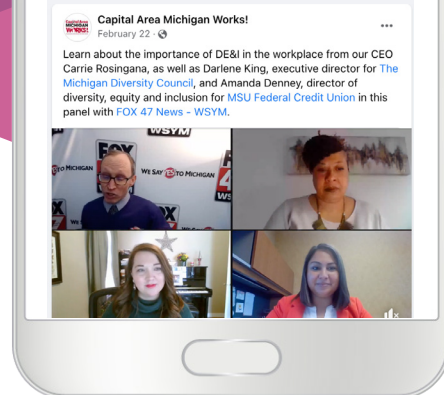 Capital Area Michigan Works!
February 22 ·
Learn about the importance of DE&I in the workplace from our CEO
Carrie Rosingana, as well as Darlene King, executive director for The
Michigan Diversity Council, and Amanda Denney, director of
diversity, equity and inclusion for MSU Federal Credit Union in this
panel with FOX 47 News - WSYM.
WSYM
FOX
TO MICHIGAN
WE SAY YES TO MICHIGAN